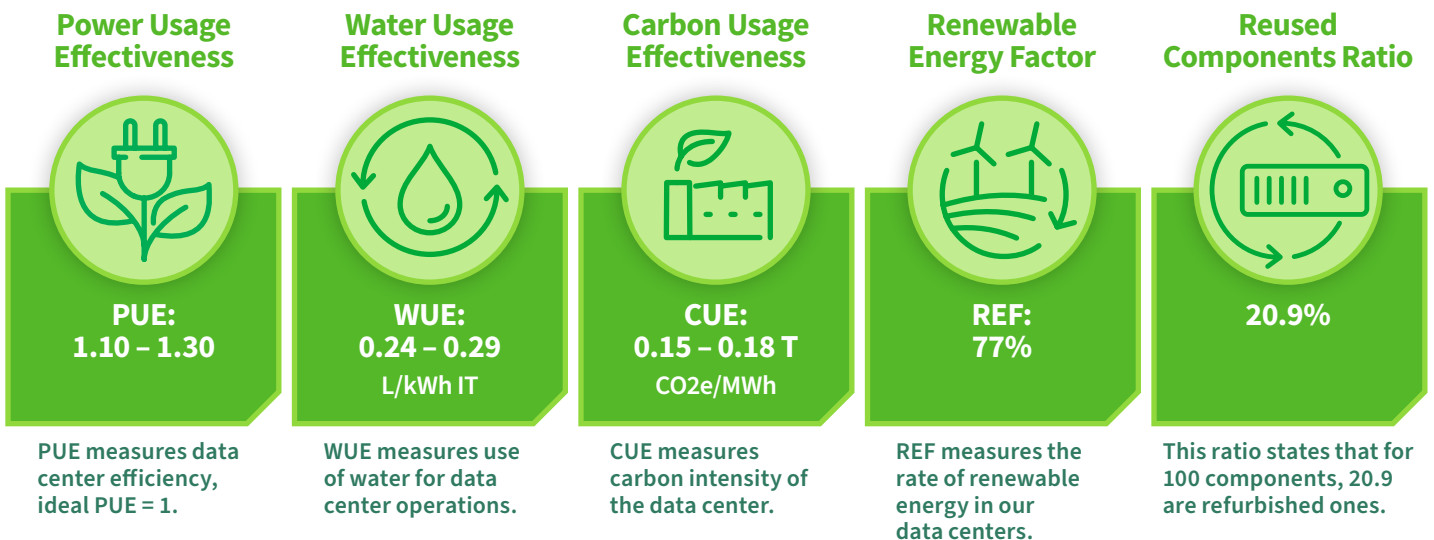 Power Usage
Effectiveness
PUE:
1.10 – 1.30
PUE measures data
center efficiency,
ideal PUE = 1.
Water Usage
Effectiveness
WUE:
0.24 – 0.29
L/kWh IT
WUE measures use
of water for data
center operations.
Carbon Usage
Effectiveness
CUE:
0.15 – 0.18 T
CO2e/MWh
CUE measures
carbon intensity of
the data center.
Renewable
Energy Factor
REF:
77%
REF measures the
rate of renewable
energy in our
data centers.
Reused
Components Ratio
20.9%
This ratio states that for
100 components, 20.9
are refurbished ones.